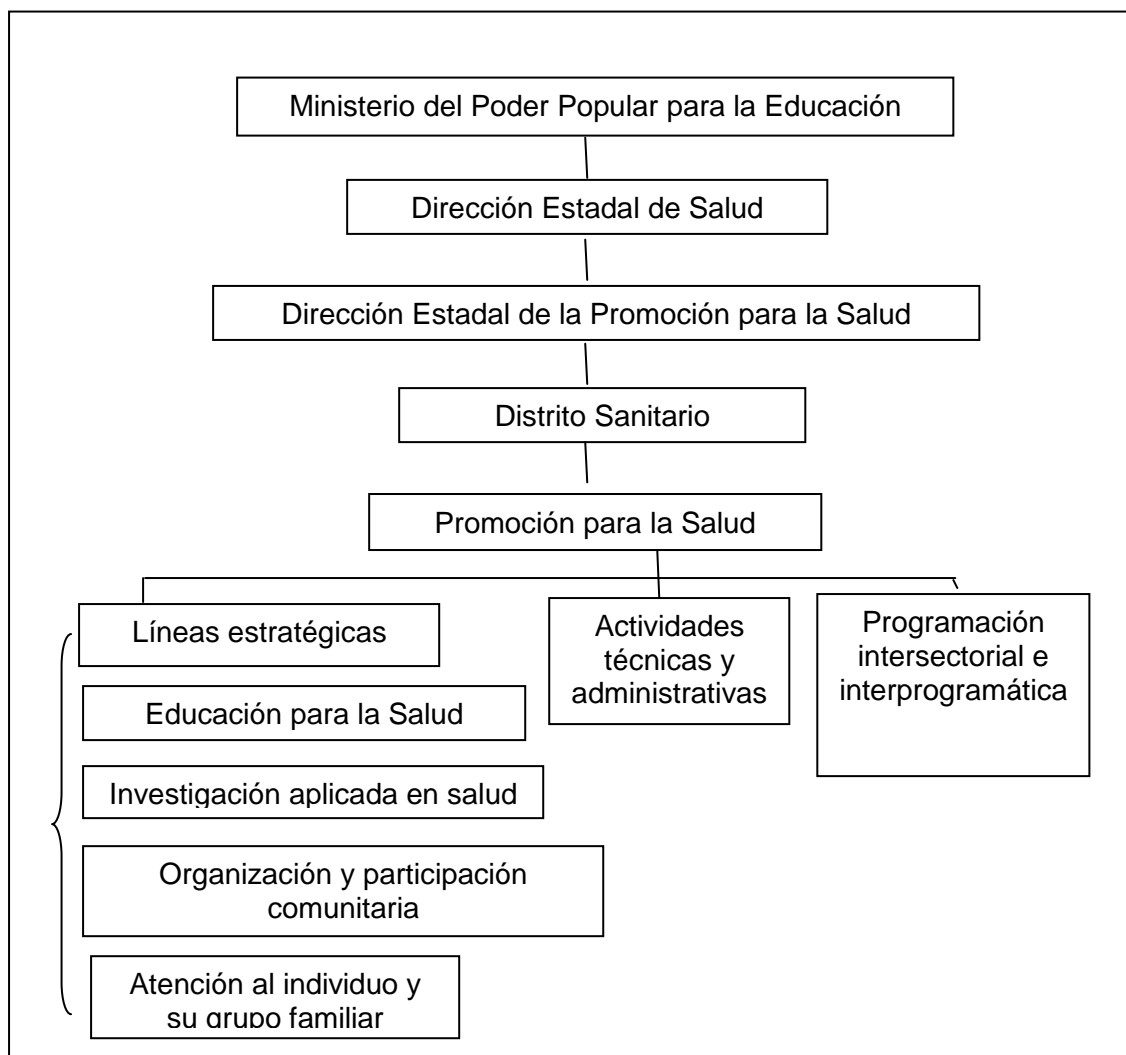 Ministerio del Poder Popular para la Educación
Dirección Estadal de Salud
Dirección Estadal de la Promoción para la Salud
Distrito Sanitario
Promoción para la Salud
Líneas estratégicas
Actividades
técnicas y
administrativas
Programación
intersectorial e
interprogramática
Educación para la Salud
Investigación aplicada en salud
Organización y participación
comunitaria
Atención al individuo y
su grupo familiar